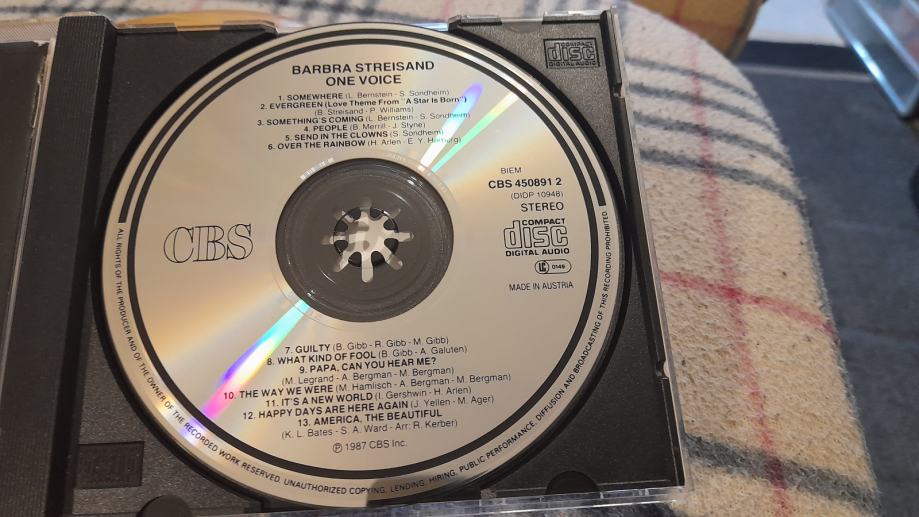 COMPACT
disc
DIGITAL AUDIO
BARBRA STREISAND
ONE VOICE
1. SOMEWHERE (L. Bernstein - S. Sondheim)
2. EVERGREEN (Love Theme From "A Star Is Born")
(B. Streisand - P. Williams)
3. SOMETHING'S COMING (L. Bernstein - S. Sondheim)
4. PEOPLE (B. Merrill - J. Styne)
5. SEND IN THE CLOWNS (S. Sondheim)
6. OVER THE RAINBOW (H. Arlen - E. Y. Harburg)
BIEM
CBS 450891 2
(DIDP 10948)
STEREO
CBS
COMPACT
disc
DIGITAL AUDIO
LC 0149
MADE IN AUSTRIA
7. GUILTY (B. Gibb - R. Gibb - M. Gibb)
8. WHAT KIND OF FOOL (B. Gibb - A. Galuten)
9. PAPA, CAN YOU HEAR ME?
(M. Legrand - A. Bergman - M. Bergman)
10. THE WAY WE WERE (M. Hamlisch - A. Bergman - M. Bergman)
11. IT'S A NEW WORLD (I. Gershwin - H. Arlen)
12. HAPPY DAYS ARE HERE AGAIN (J. Yellen - M. Ager)
13. AMERICA, THE BEAUTIFUL
(K. L. Bates - S. A. Ward - Arr: R. Kerber)
℗ 1987 CBS Inc.
ALL RIGHTS OF THE PRODUCER AND OF THE OWNER OF THE RECORDED WORK RESERVED. UNAUTHORIZED COPYING, LENDING, HIRING, PUBLIC PERFORMANCE, DIFFUSION AND BROADCASTING OF THIS RECORDING PROHIBITED.